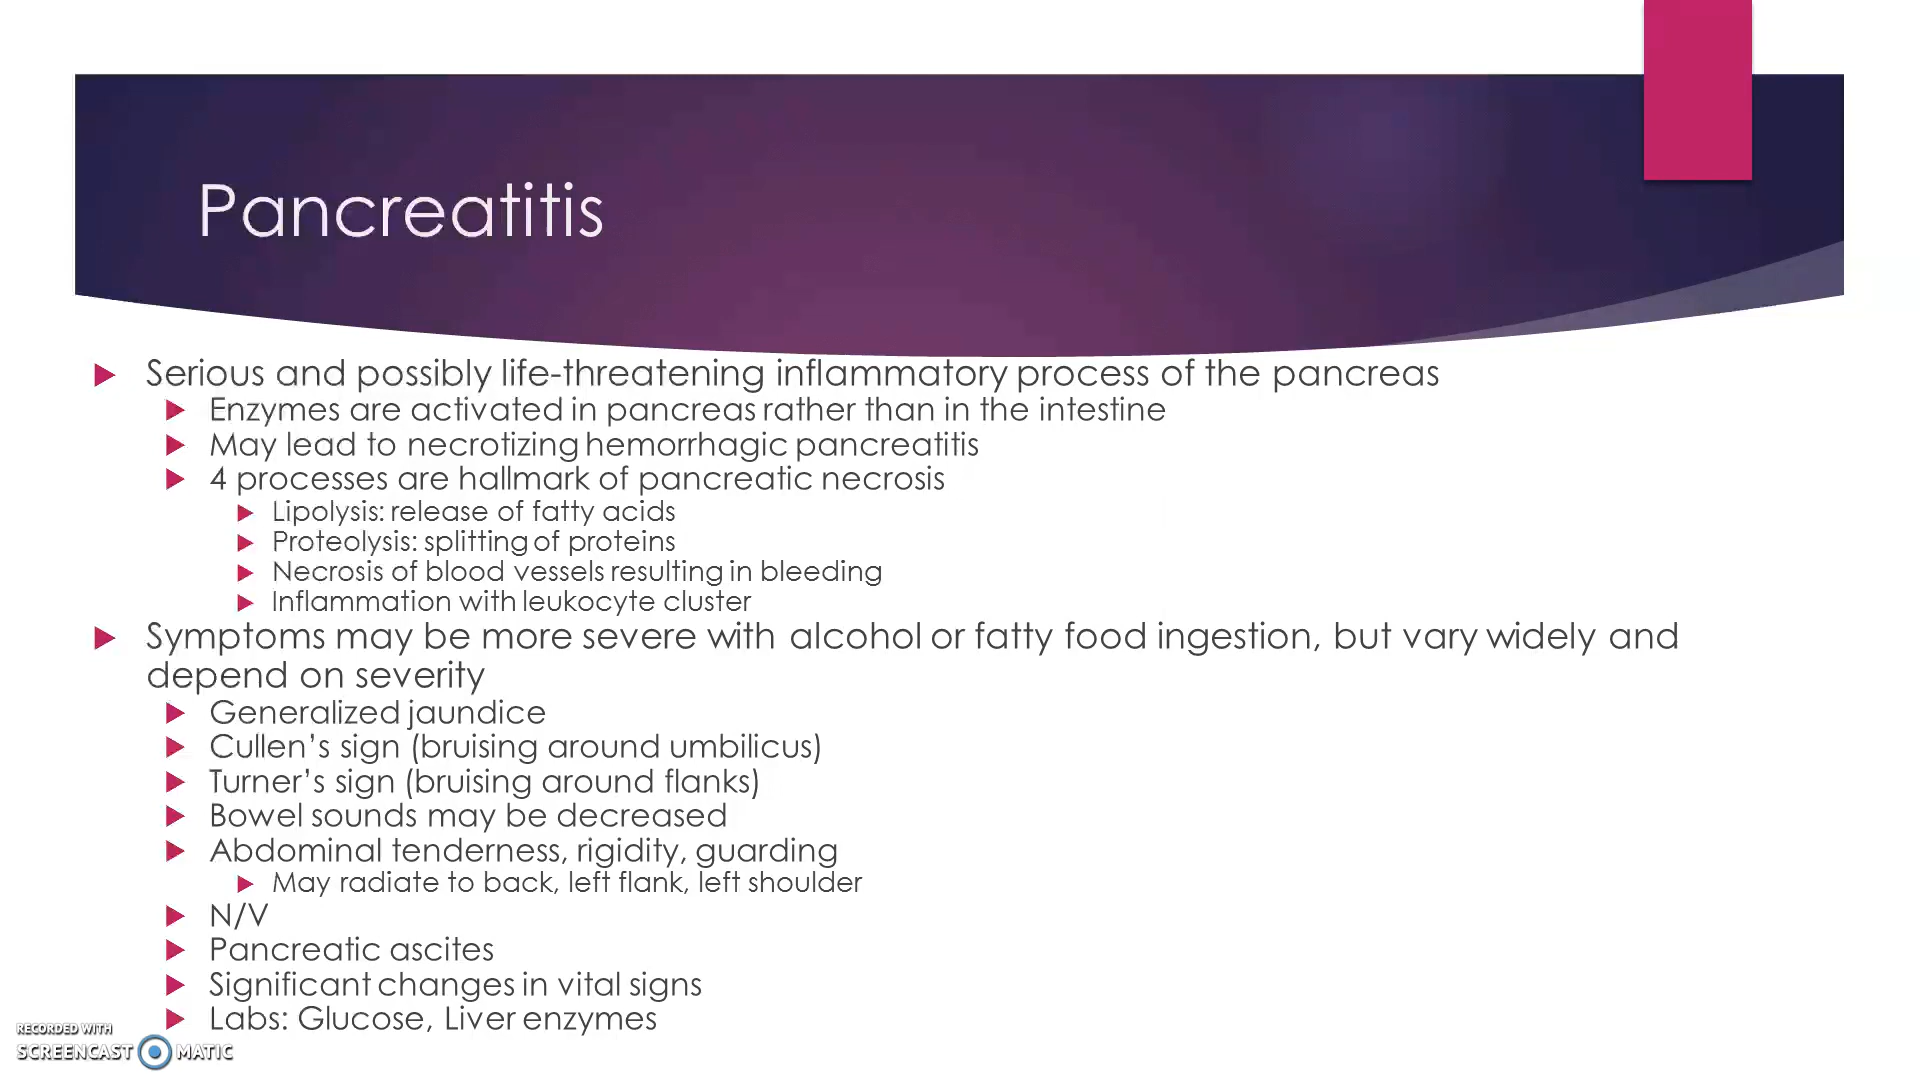 Pancreatitis
Serious and possibly life-threatening inflammatory process of the pancreas
Enzymes are activated in pancreas rather than in the intestine
May lead to necrotizing hemorrhagic pancreatitis
4 processes are hallmark of pancreatic necrosis
Lipolysis: release of fatty acids
Proteolysis: splitting of proteins
Necrosis of blood vessels resulting in bleeding
Inflammation with leukocyte cluster
Symptoms may be more severe with alcohol or fatty food ingestion, but vary widely and
depend on severity
Generalized jaundice
Cullen’s sign (bruising around umbilicus)
Turner’s sign (bruising around flanks)
Bowel sounds may be decreased
Abdominal tenderness, rigidity, guarding
May radiate to back, left flank, left shoulder
N/V
Pancreatic ascites
Significant changes in vital signs
Labs: Glucose, Liver enzymes
RECORDED WITH
SCREENCAST MATIC